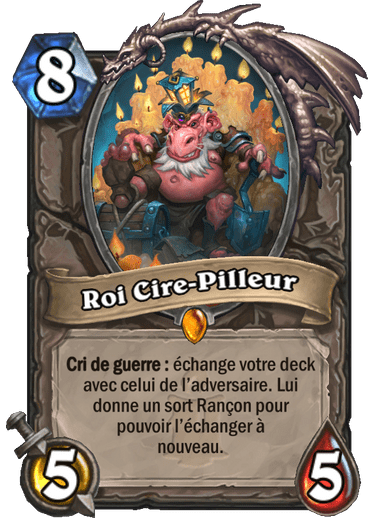 8
Roi Cire-Pilleur
Cri de guerre : échange votre deck
avec celui de l’adversaire. Lui
donne un sort Rançon pour
pouvoir l’échanger à
nouveau.
5
5